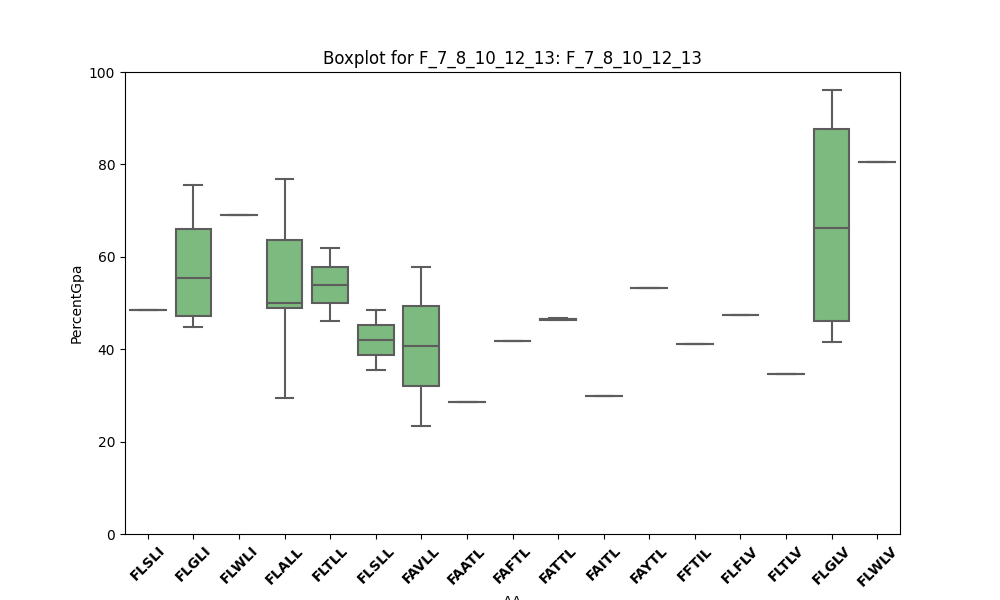 Boxplot for F_7_8_10_12_13: F_7_8_10_12_13
PercentGpa
100
80
60
40
20
0
FLSLI
FLGLI
FLWLI
FLALL
FLTLL
FLSLL
FAVLL
FAATL
FAFTL
FATTL
FAITL
FAYTL
FFTIL
FLFLV
FLTLV
FLGLV
FLWLV
AA